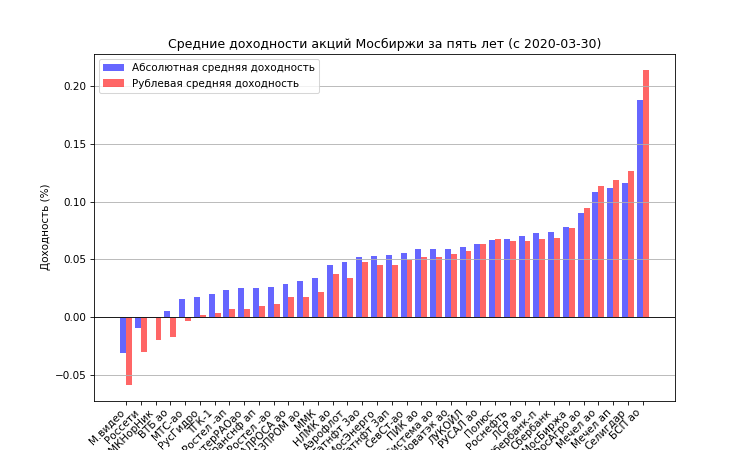 Средние доходности акций Мосбиржи за пять лет (с 2020-03-30)
Абсолютная средняя доходность
Рублевая средняя доходность
Доходность (%)
0.20
0.15
0.10
0.05
0.00
−0.05
М.видео
Россети
ВТБ ао
МТС-ао
РусГидро
Ростел -ап
Ростел -ао
ММК
НЛМК ао
Аэрофлот
СевСт-ао
ПИК ао
ЛУКОЙЛ
РУСАЛ ао
Полюс
Роснефть
ЛСР ао
Сбербанк
МосБиржа
Мечел ао
Мечел ап
Селигдар
БСП ао